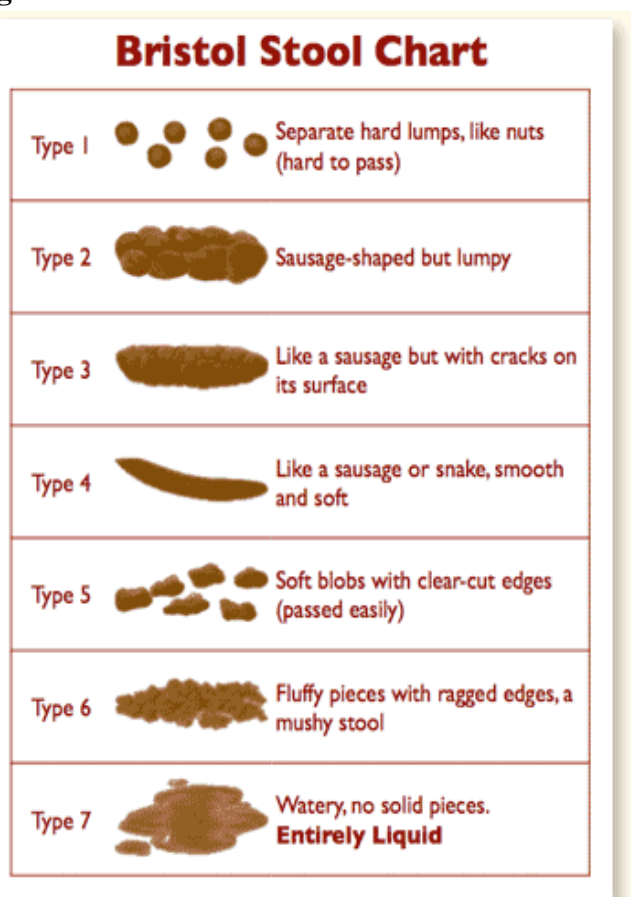 Bristol Stool Chart
Type 1
Separate hard lumps, like nuts
(hard to pass)
Type 2
Sausage-shaped but lumpy
Type 3
Like a sausage but with cracks on
its surface
Type 4
Like a sausage or snake, smooth
and soft
Type 5
Soft blobs with clear-cut edges
(passed easily)
Type 6
Fluffy pieces with ragged edges, a
mushy stool
Type 7
Watery, no solid pieces.
Entirely Liquid